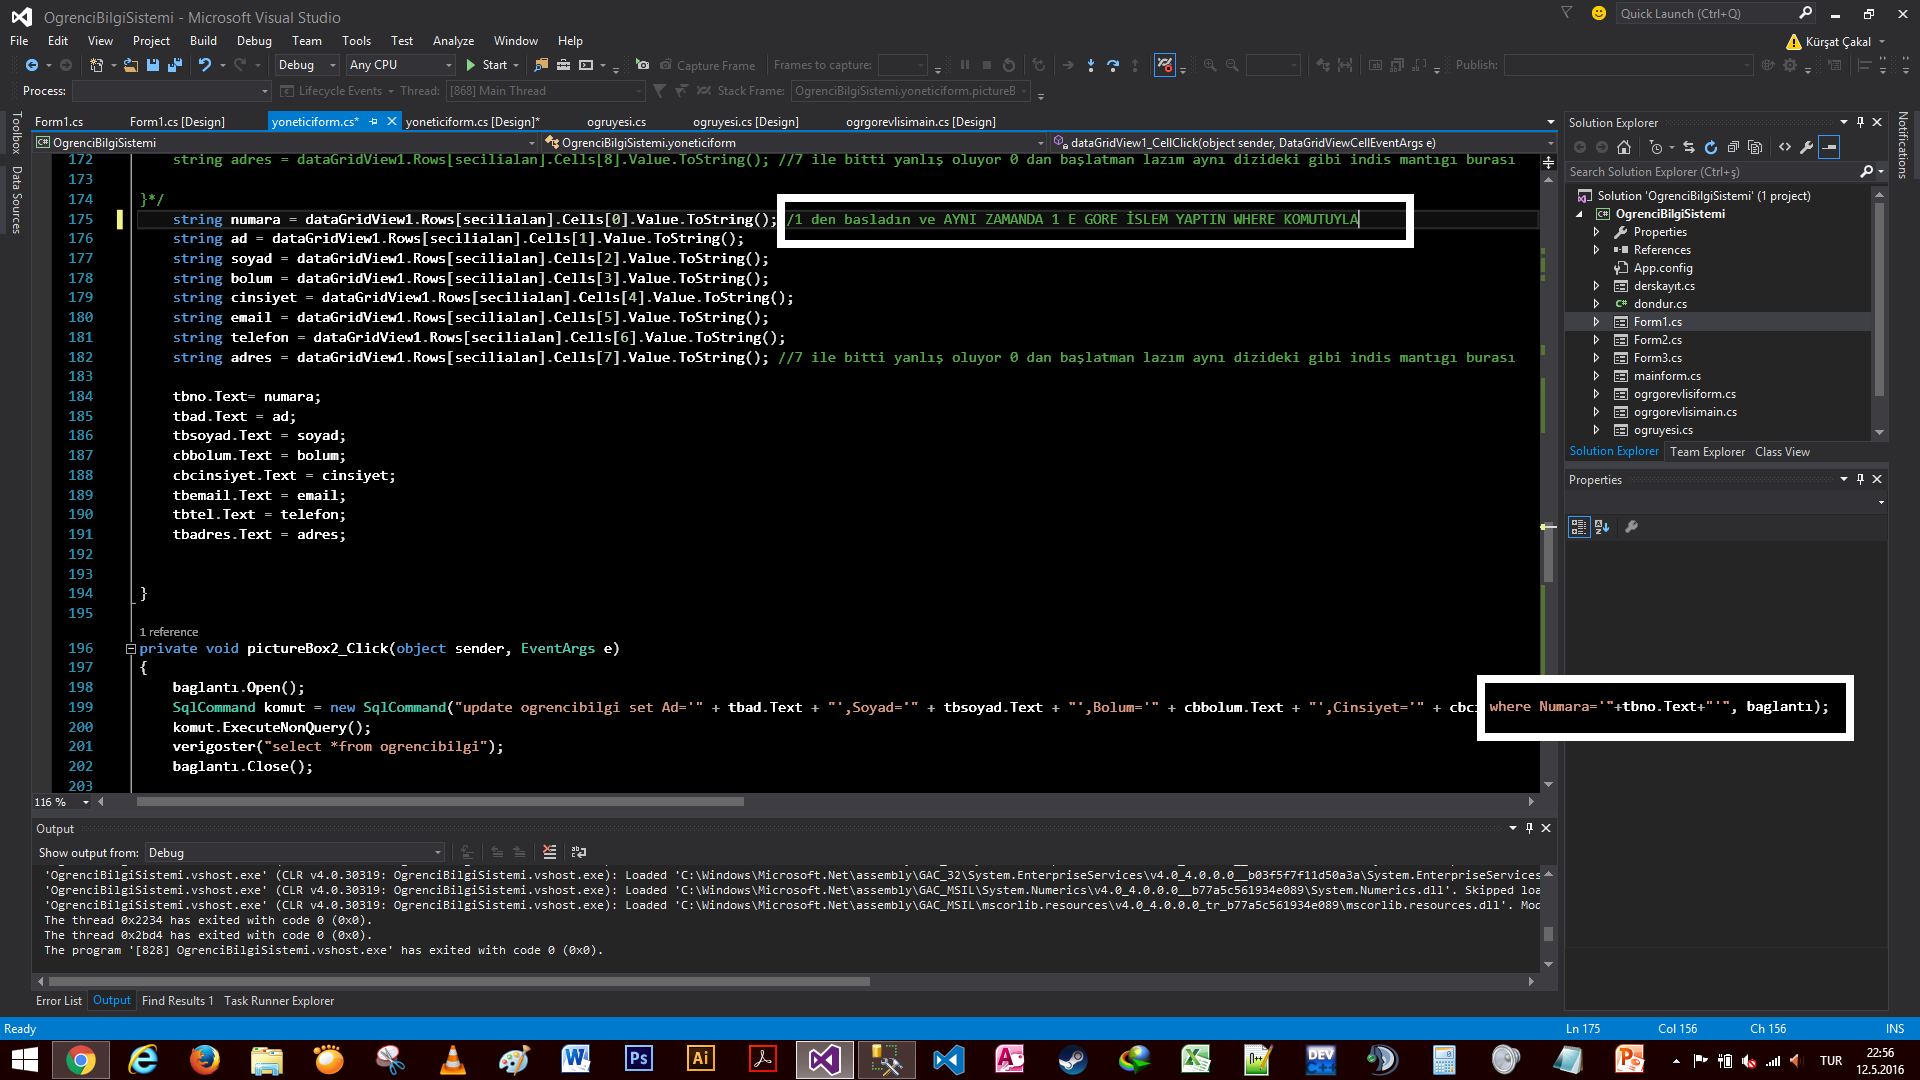 OgrenciBilgiSistemi - Microsoft Visual Studio
Quick Launch (Ctrl+Q)
File Edit View Project Build Debug Team Tools Test Analyze Window Help
Kürşat Çakal
Debug Any CPU Start Capture Frame Frames to capture: Publish:
Process: Lifecycle Events Thread: [868] Main Thread Stack Frame: OgrenciBilgiSistemi.yoneticiform.pictureB
Toolbox
Data Sources
Form1.cs Form1.cs [Design] yoneticiform.cs* yoneticiform.cs [Design]* ogruyesi.cs ogruyesi.cs [Design] ogrgorevlisimain.cs [Design]
OgrenciBilgiSistemi OgrenciBilgiSistemi.yoneticiform dataGridView1_CellClick(object sender, DataGridViewCellEventArgs e)
172 string adres = dataGridView1.Rows[secilialan].Cells[8].Value.ToString(); //7 ile bitti yanlış oluyor 0 dan başlatman lazım aynı dizideki gibi indis mantıgı burası
173
174 }*/
175 string numara = dataGridView1.Rows[secilialan].Cells[0].Value.ToString(); /1 den basladın ve AYNI ZAMANDA 1 E GORE İSLEM YAPTIN WHERE KOMUTUYLA
176 string ad = dataGridView1.Rows[secilialan].Cells[1].Value.ToString();
177 string soyad = dataGridView1.Rows[secilialan].Cells[2].Value.ToString();
178 string bolum = dataGridView1.Rows[secilialan].Cells[3].Value.ToString();
179 string cinsiyet = dataGridView1.Rows[secilialan].Cells[4].Value.ToString();
180 string email = dataGridView1.Rows[secilialan].Cells[5].Value.ToString();
181 string telefon = dataGridView1.Rows[secilialan].Cells[6].Value.ToString();
182 string adres = dataGridView1.Rows[secilialan].Cells[7].Value.ToString(); //7 ile bitti yanlış oluyor 0 dan başlatman lazım aynı dizideki gibi indis mantıgı burası
183
184 tbno.Text= numara;
185 tbad.Text = ad;
186 tbsoyad.Text = soyad;
187 cbbolum.Text = bolum;
188 cbcinsiyet.Text = cinsiyet;
189 tbemail.Text = email;
190 tbtel.Text = telefon;
191 tbadres.Text = adres;
192
193
194 }
195
1 reference
196 private void pictureBox2_Click(object sender, EventArgs e)
197 {
198 baglantı.Open();
199 SqlCommand komut = new SqlCommand("update ogrencibilgi set Ad='" + tbad.Text + "',Soyad='" + tbsoyad.Text + "',Bolum='" + cbbolum.Text + "',Cinsiyet='" + cbci where Numara='"+tbno.Text+"'", baglantı);
200 komut.ExecuteNonQuery();
201 verigoster("select *from ogrencibilgi");
202 baglantı.Close();
203
116 %
Solution Explorer
Search Solution Explorer (Ctrl+ş)
Solution 'OgrenciBilgiSistemi' (1 project)
OgrenciBilgiSistemi
Properties
References
App.config
derskayıt.cs
dondur.cs
Form1.cs
Form2.cs
Form3.cs
mainform.cs
ogrgorevlisiform.cs
ogrgorevlisimain.cs
ogruyesi.cs
Solution Explorer Team Explorer Class View
Properties
Notifications
Output
Show output from: Debug
'OgrenciBilgiSistemi.vshost.exe' (CLR v4.0.30319: OgrenciBilgiSistemi.vshost.exe): Loaded 'C:\Windows\Microsoft.Net\assembly\GAC_32\System.EnterpriseServices\v4.0_4.0.0.0__b03f5f7f11d50a3a\System.EnterpriseServices
'OgrenciBilgiSistemi.vshost.exe' (CLR v4.0.30319: OgrenciBilgiSistemi.vshost.exe): Loaded 'C:\Windows\Microsoft.Net\assembly\GAC_MSIL\System.Numerics\v4.0_4.0.0.0__b77a5c561934e089\System.Numerics.dll'. Skipped loa
'OgrenciBilgiSistemi.vshost.exe' (CLR v4.0.30319: OgrenciBilgiSistemi.vshost.exe): Loaded 'C:\Windows\Microsoft.Net\assembly\GAC_MSIL\mscorlib.resources\v4.0_4.0.0.0_tr_b77a5c561934e089\mscorlib.resources.dll'. Mod
The thread 0x2234 has exited with code 0 (0x0).
The thread 0x2bd4 has exited with code 0 (0x0).
The program '[828] OgrenciBilgiSistemi.vshost.exe' has exited with code 0 (0x0).
Error List Output Find Results 1 Task Runner Explorer
Ready Ln 175 Col 156 Ch 156 INS
TUR 22:56
12.5.2016